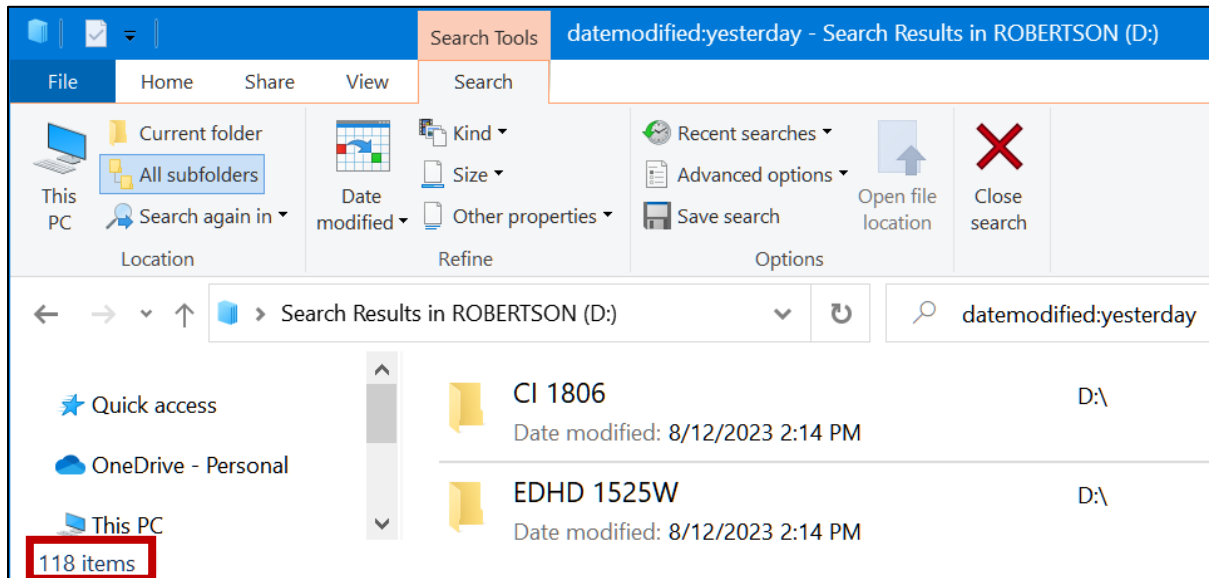 Search Tools
datemodified:yesterday - Search Results in ROBERTSON (D:)
File
Home
Share
View
Search
This PC
Current folder
All subfolders
Search again in
Location
Date modified
Kind
Size
Other properties
Refine
Recent searches
Advanced options
Save search
Open file location
Options
Close search
Search Results in ROBERTSON (D:)
datemodified:yesterday
Quick access
OneDrive - Personal
This PC
118 items
CI 1806
D:\
Date modified: 8/12/2023 2:14 PM
EDHD 1525W
D:\
Date modified: 8/12/2023 2:14 PM